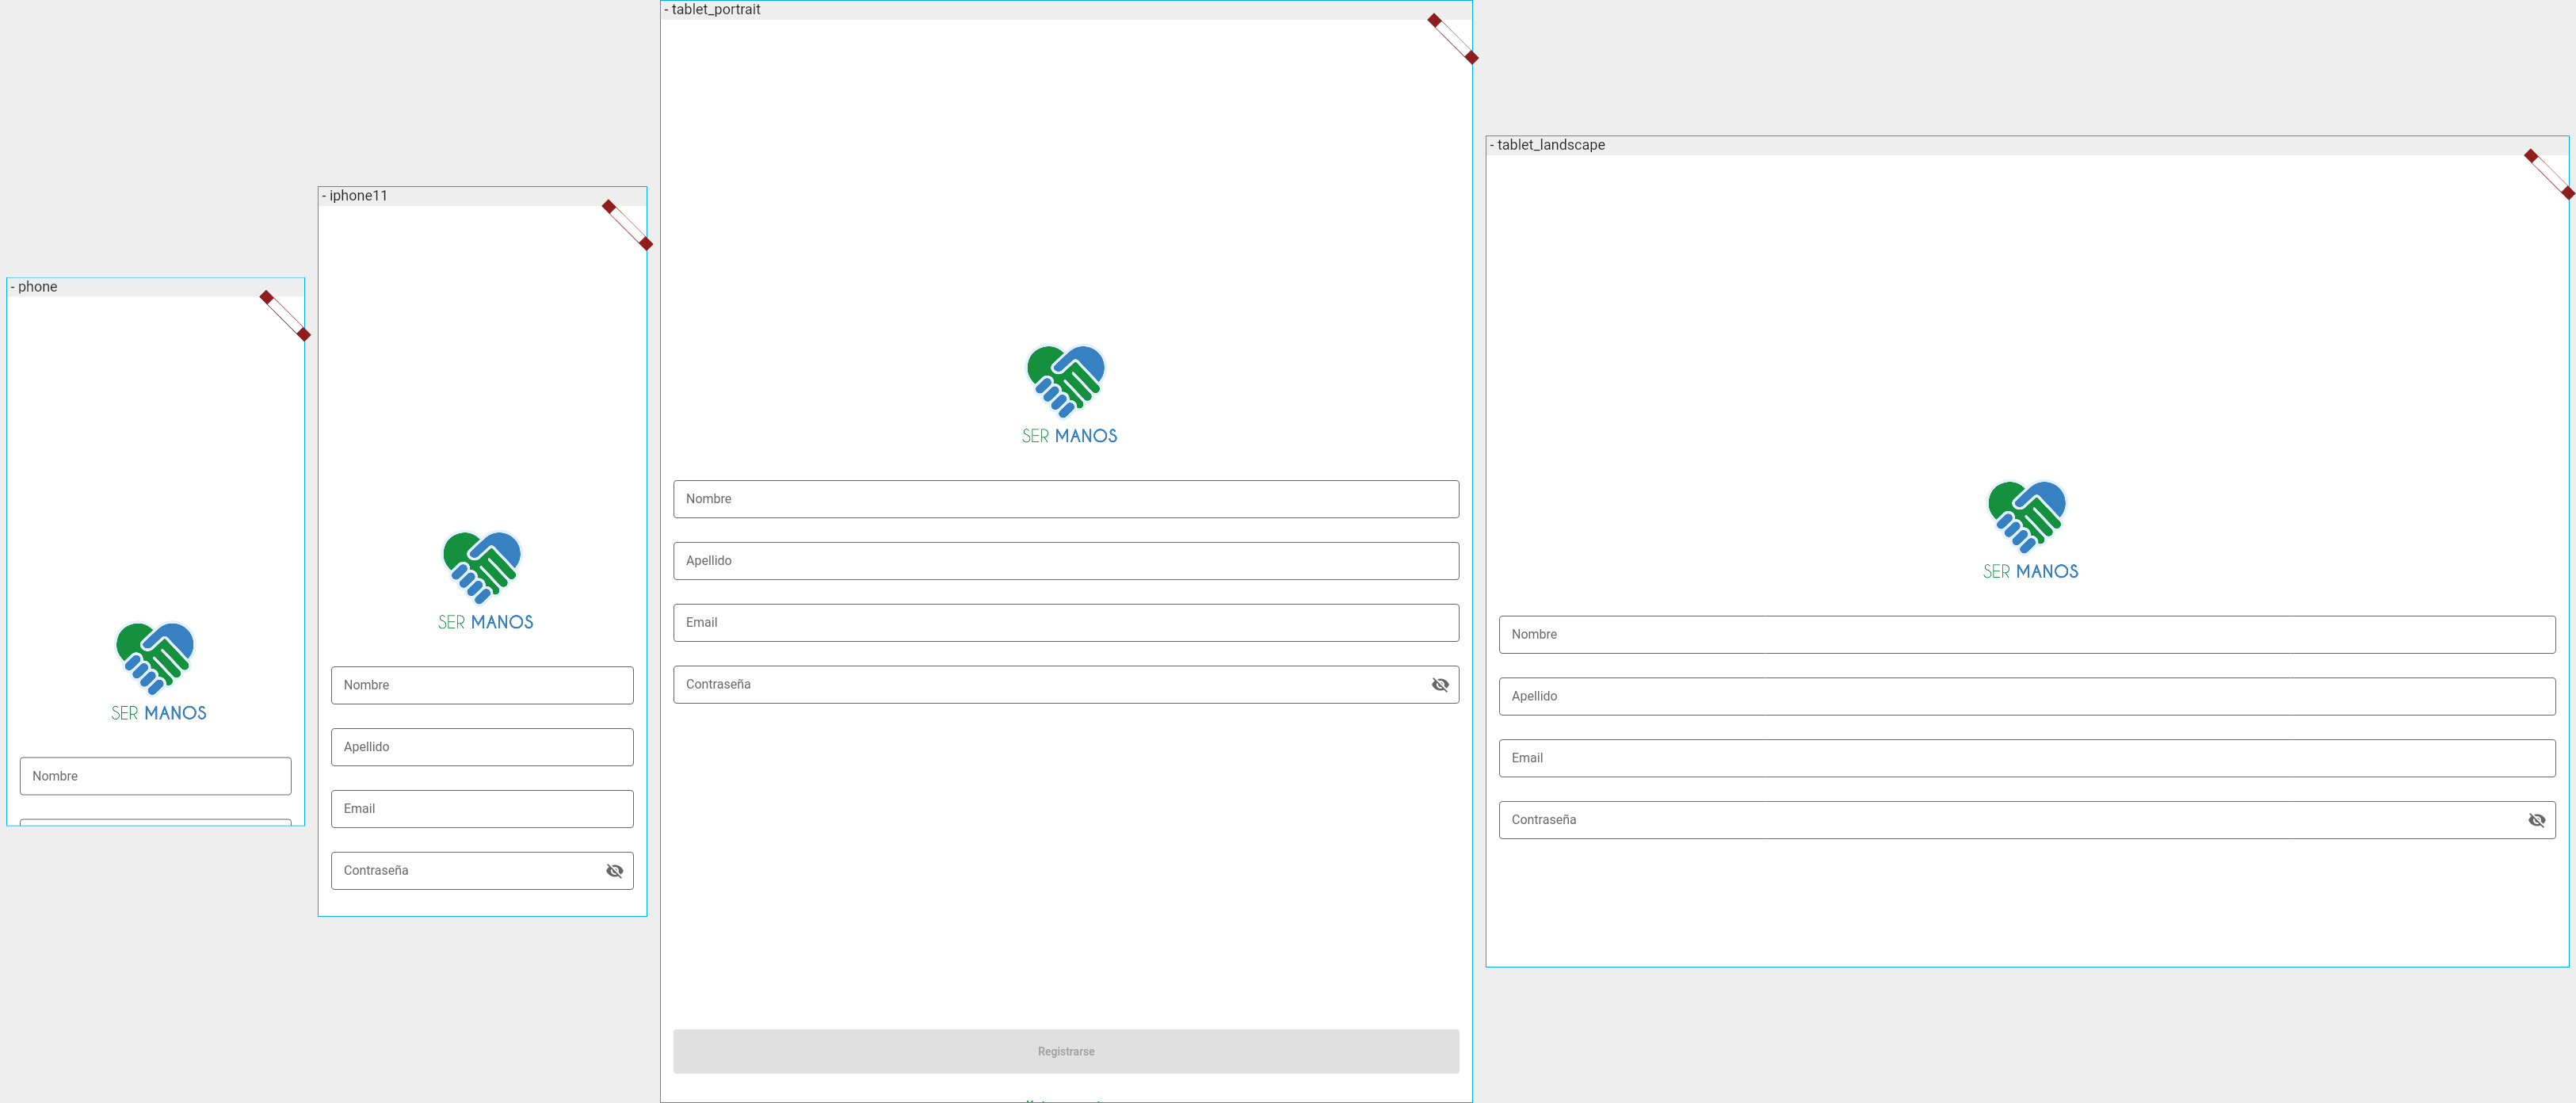 - phone
SER MANOS
Nombre
- iphone11
SER MANOS
Nombre
Apellido
Email
Contraseña
- tablet_portrait
SER MANOS
Nombre
Apellido
Email
Contraseña
Registrarse
- tablet_landscape
SER MANOS
Nombre
Apellido
Email
Contraseña